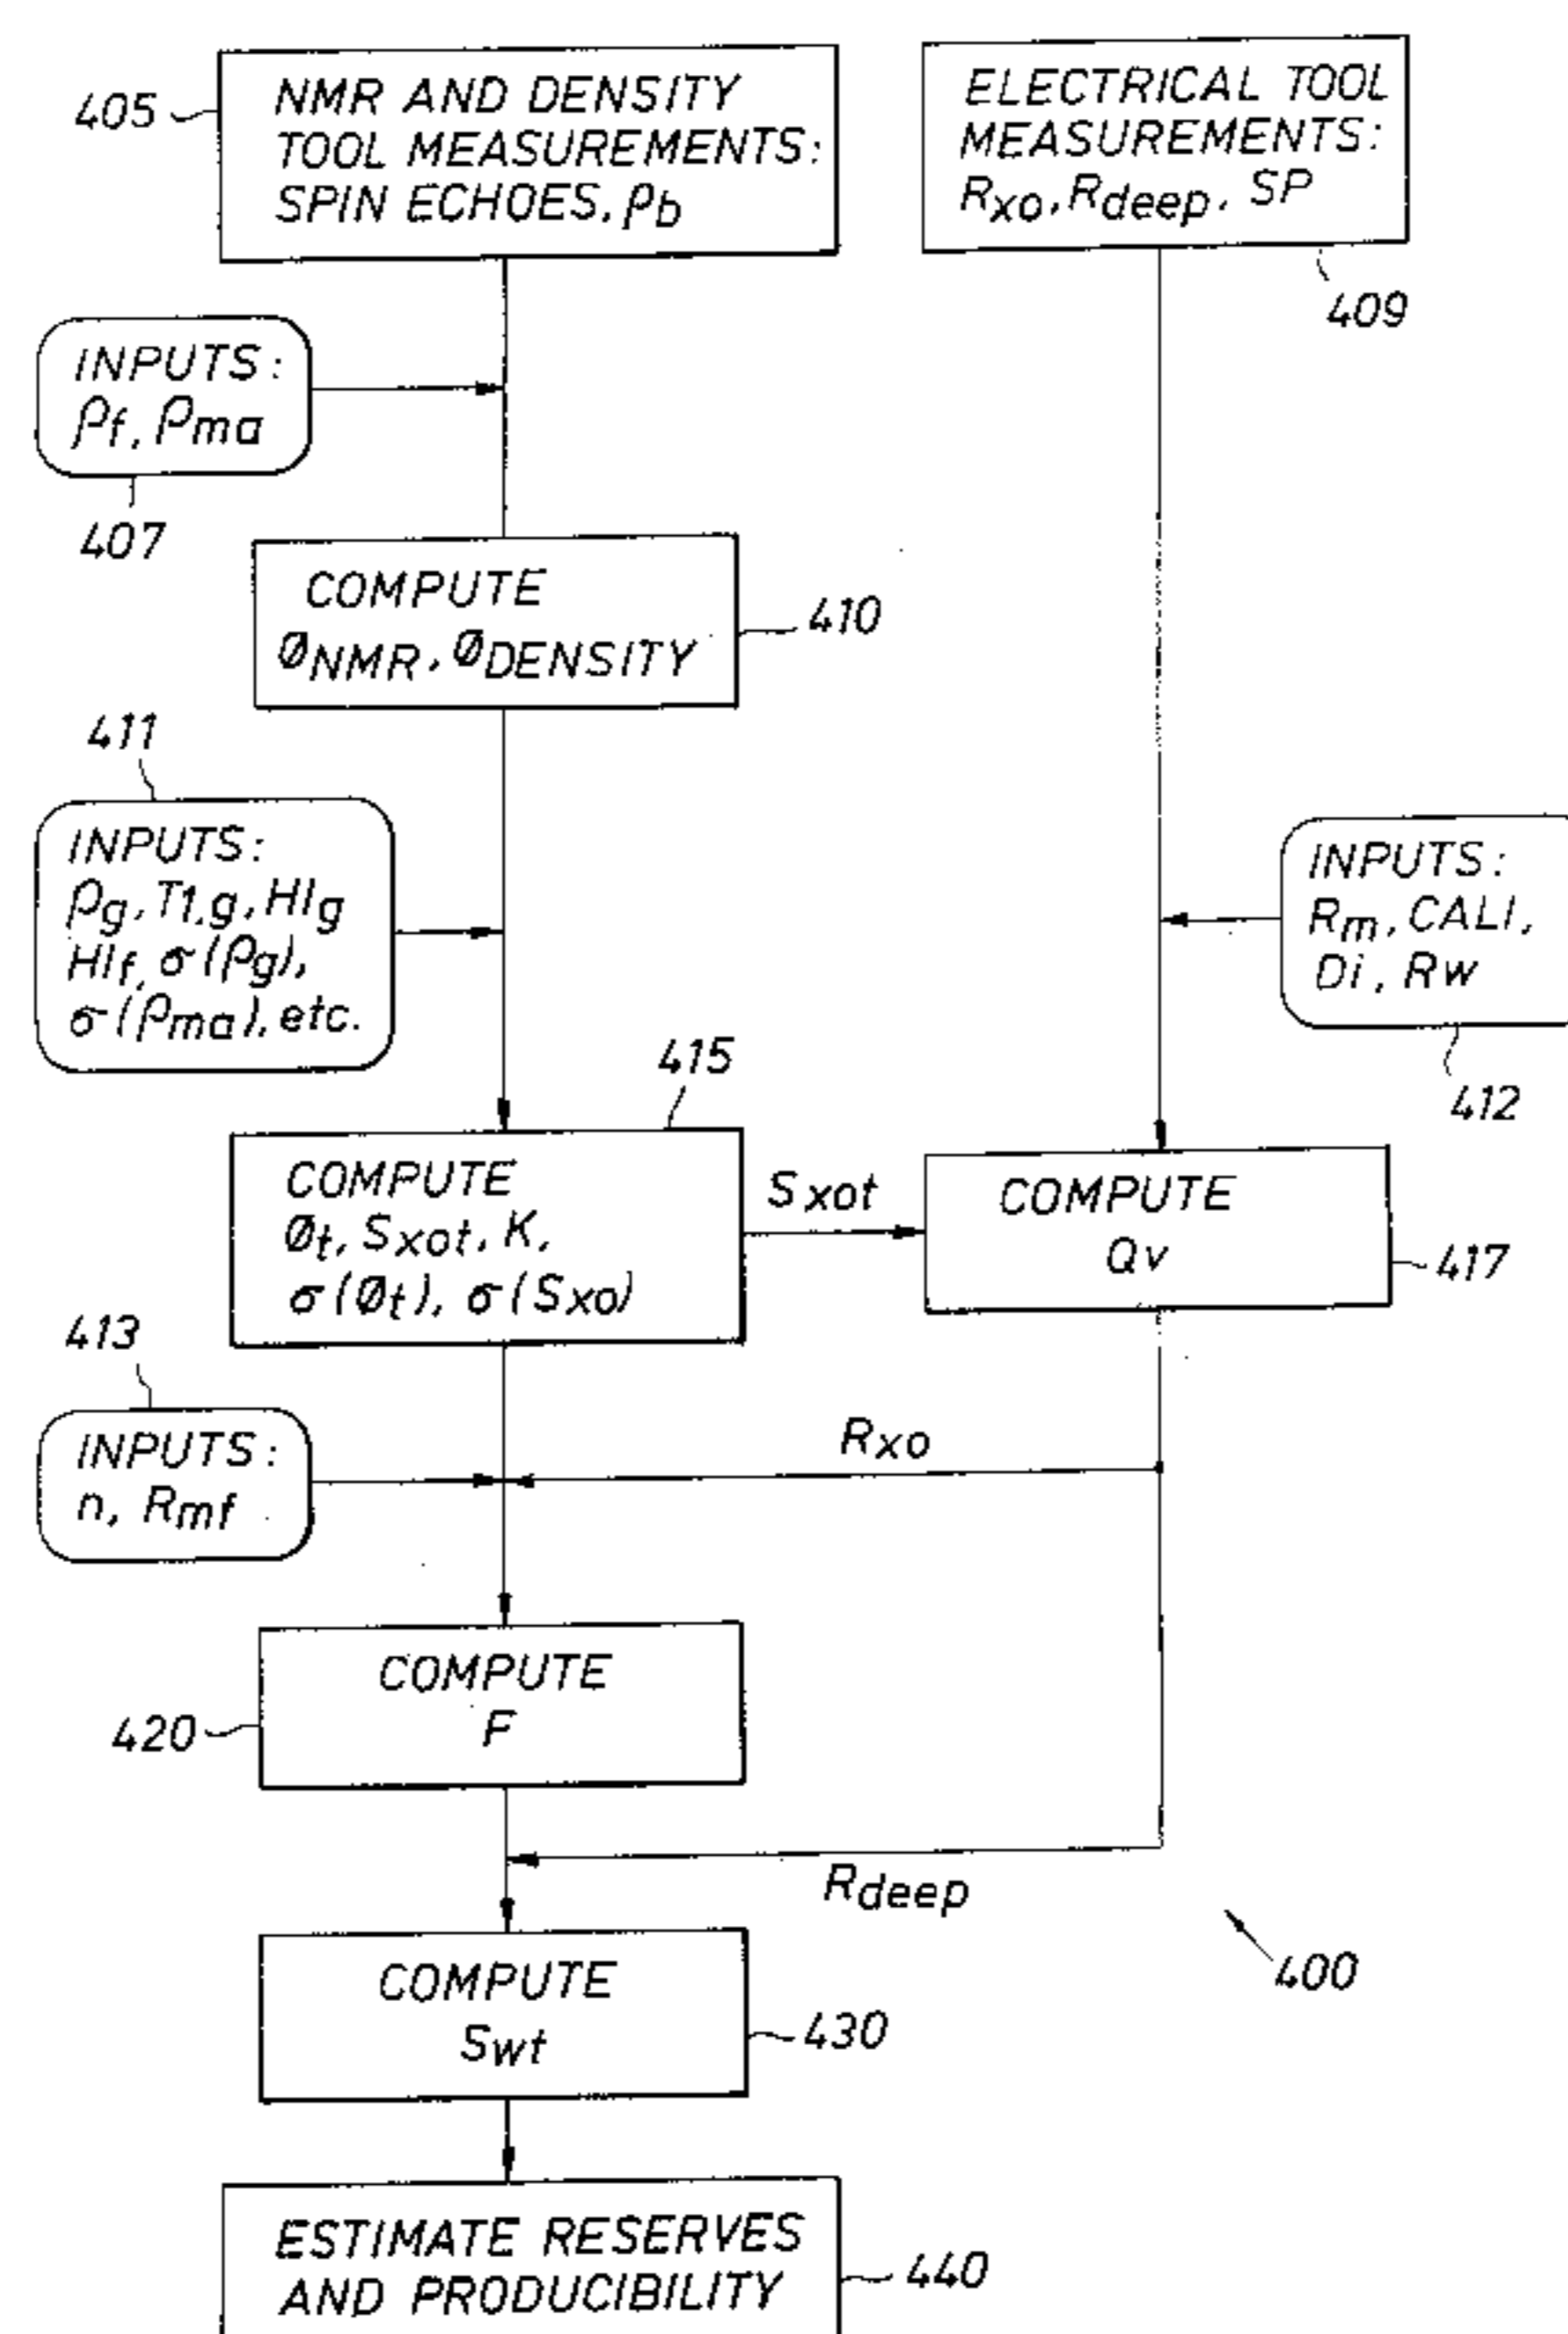 405
NMR AND DENSITY
TOOL MEASUREMENTS:
SPIN ECHOES, ρb
ELECTRICAL TOOL
MEASUREMENTS:
Rxo, Rdeep, SP
409
INPUTS:
ρf, ρma
407
COMPUTE
ØNMR, ØDENSITY
410
411
INPUTS:
ρg, T1,g, HIg
HIf, σ(ρg),
σ(ρma), etc.
INPUTS:
Rm, CALI,
Di, Rw
412
415
COMPUTE
Øt, Sxot, K,
σ(Øt), σ(Sxo)
Sxot
COMPUTE
Qv
417
413
INPUTS:
n, Rmf
Rxo
COMPUTE
F
420
Rdeep
400
COMPUTE
Swt
430
ESTIMATE RESERVES
AND PRODUCIBILITY
440